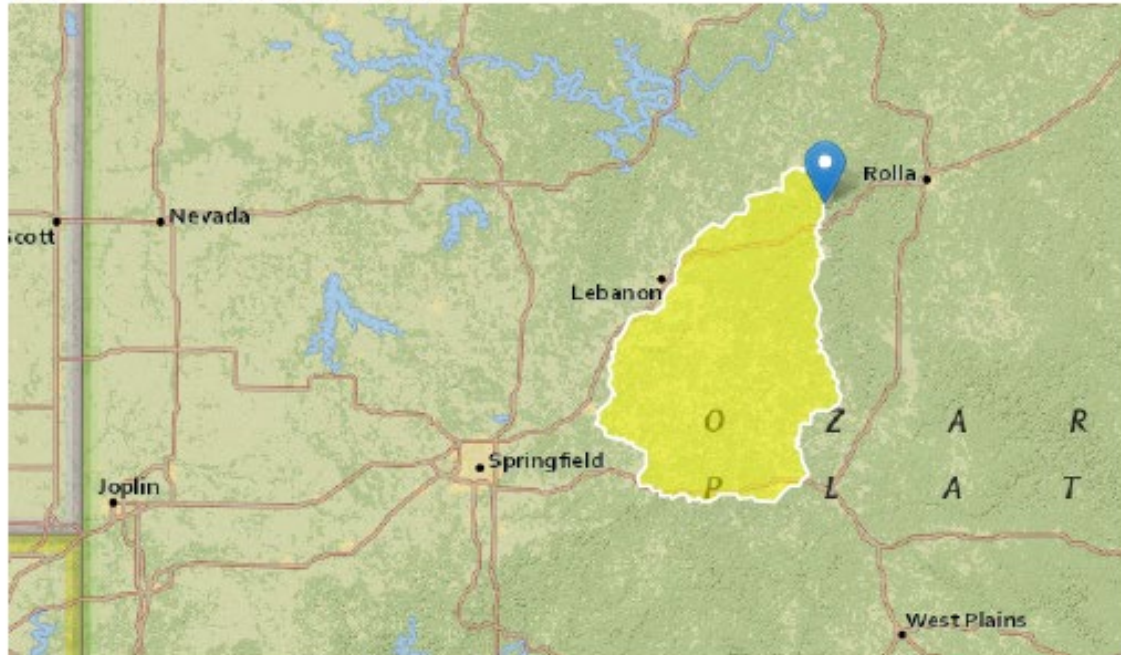 Rolla
Nevada
Scott
Lebanon
O Z A R
Springfield
Joplin
P L A T
West Plains